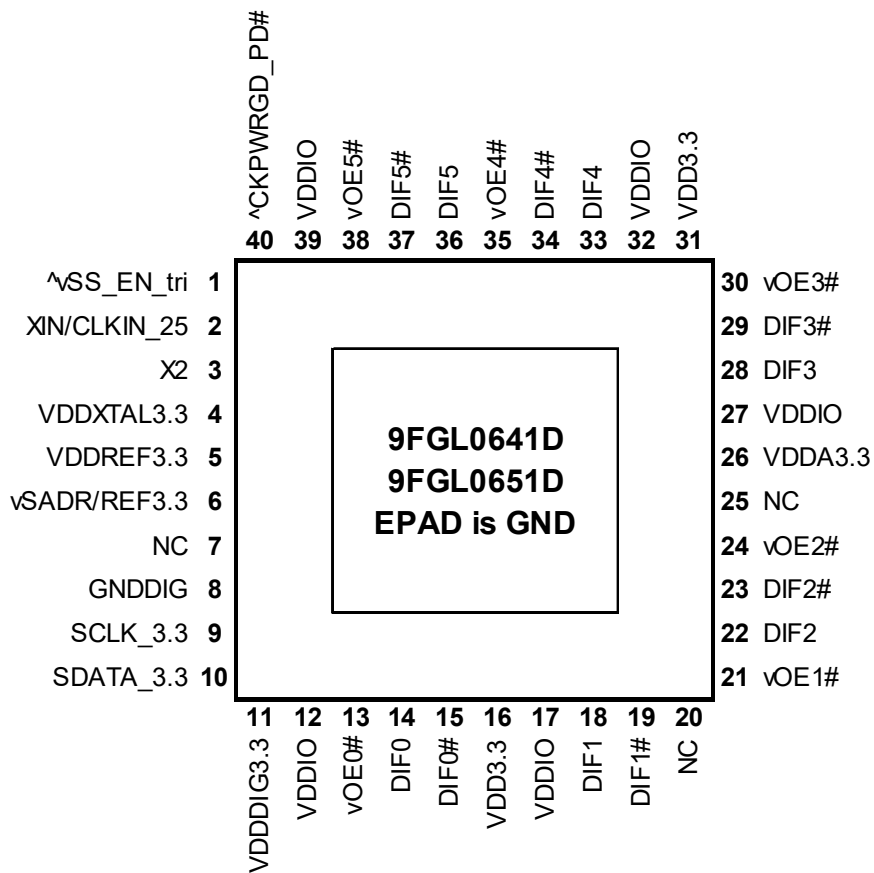 ^CKPWRGD_PD#
VDDIO
vOE5#
DIF5#
DIF5
vOE4#
DIF4#
DIF4
VDDIO
VDD3.3
40 39 38 37 36 35 34 33 32 31
^vSS_EN_tri 1
XIN/CLKIN_25 2
X2 3
VDDXTAL3.3 4
VDDREF3.3 5
vSADR/REF3.3 6
NC 7
GNDDIG 8
SCLK_3.3 9
SDATA_3.3 10
9FGL0641D
9FGL0651D
EPAD is GND
30 vOE3#
29 DIF3#
28 DIF3
27 VDDIO
26 VDDA3.3
25 NC
24 vOE2#
23 DIF2#
22 DIF2
21 vOE1#
11 12 13 14 15 16 17 18 19 20
VDDDIG3.3
VDDIO
vOE0#
DIF0
DIF0#
VDD3.3
VDDIO
DIF1
DIF1#
NC